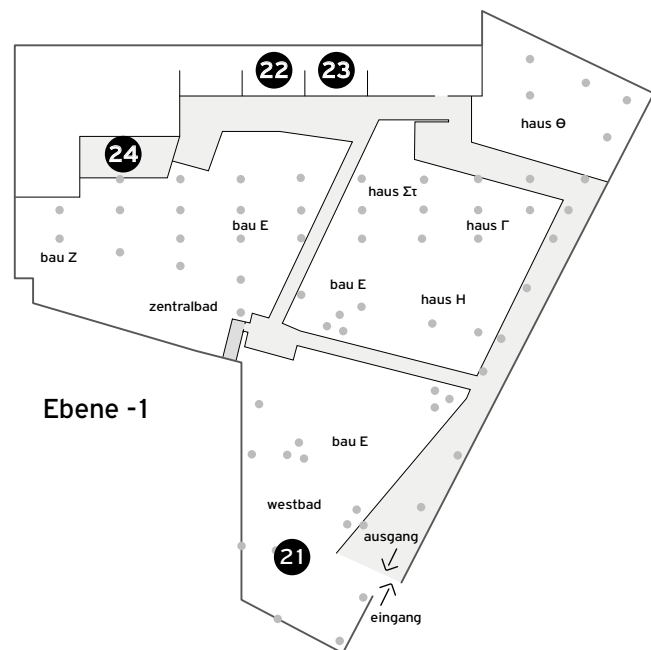 22
23
24
haus Θ
haus Στ
haus Γ
bau E
bau Z
bau E
haus H
zentralbad
Ebene -1
bau E
westbad
21
ausgang
eingang